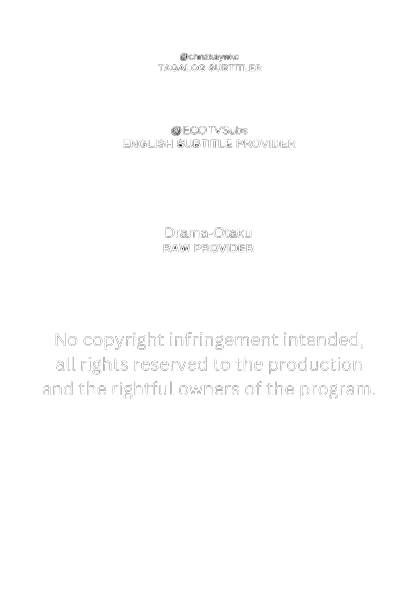 TAGALOG SUBTITLER
@EGOTVSubs
ENGLISH SUBTITLE PROVIDER
Drama-Otaku
RAW PROVIDER
No copyright infringement intended,
all rights reserved to the production
and the rightful owners of the program.